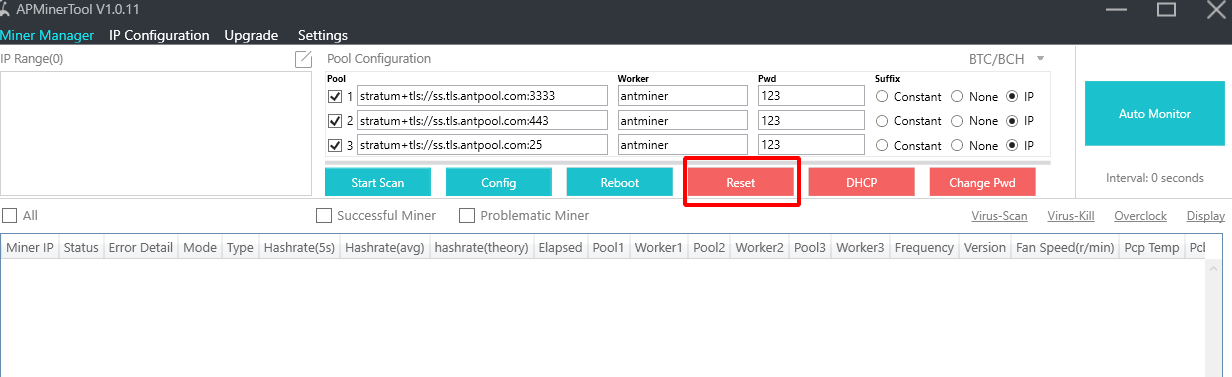 APMinerTool V1.0.11
Miner Manager IP Configuration Upgrade Settings
IP Range(0) Pool Configuration BTC/BCH
Pool Worker Pwd Suffix
1 stratum+tls://ss.tls.antpool.com:3333 antminer 123 Constant None IP
2 stratum+tls://ss.tls.antpool.com:443 antminer 123 Constant None IP
3 stratum+tls://ss.tls.antpool.com:25 antminer 123 Constant None IP
Auto Monitor
Start Scan Config Reboot Reset DHCP Change Pwd Interval: 0 seconds
All Successful Miner Problematic Miner Virus-Scan Virus-Kill Overclock Display
Miner IP Status Error Detail Mode Type Hashrate(5s) Hashrate(avg) hashrate(theory) Elapsed Pool1 Worker1 Pool2 Worker2 Pool3 Worker3 Frequency Version Fan Speed(r/min) Pcp Temp